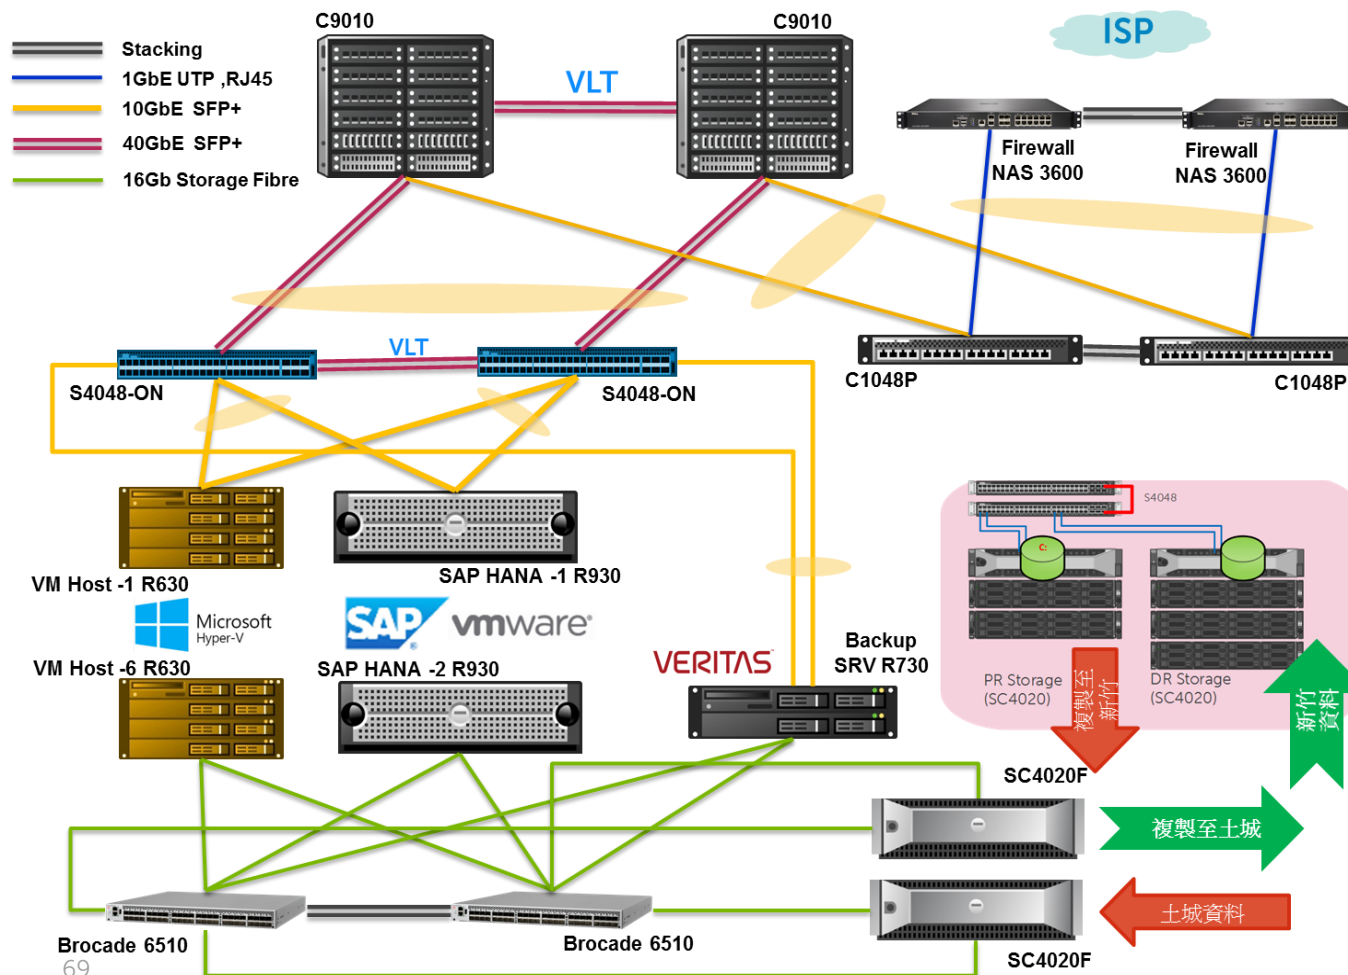 C9010
C9010
ISP
Stacking
1GbE UTP ,RJ45
10GbE SFP+
40GbE SFP+
16Gb Storage Fibre
VLT
Firewall
NAS 3600
Firewall
NAS 3600
VLT
S4048-ON
S4048-ON
C1048P
C1048P
S4048
C:
VM Host -1 R630
SAP HANA -1 R930
Microsoft
Hyper-V
SAP
vmware
VM Host -6 R630
SAP HANA -2 R930
VERITAS
Backup
SRV R730
PR Storage
(SC4020)
DR Storage
(SC4020)
複製至
新竹
新竹
資料
SC4020F
複製至土城
土城資料
Brocade 6510
Brocade 6510
SC4020F
69